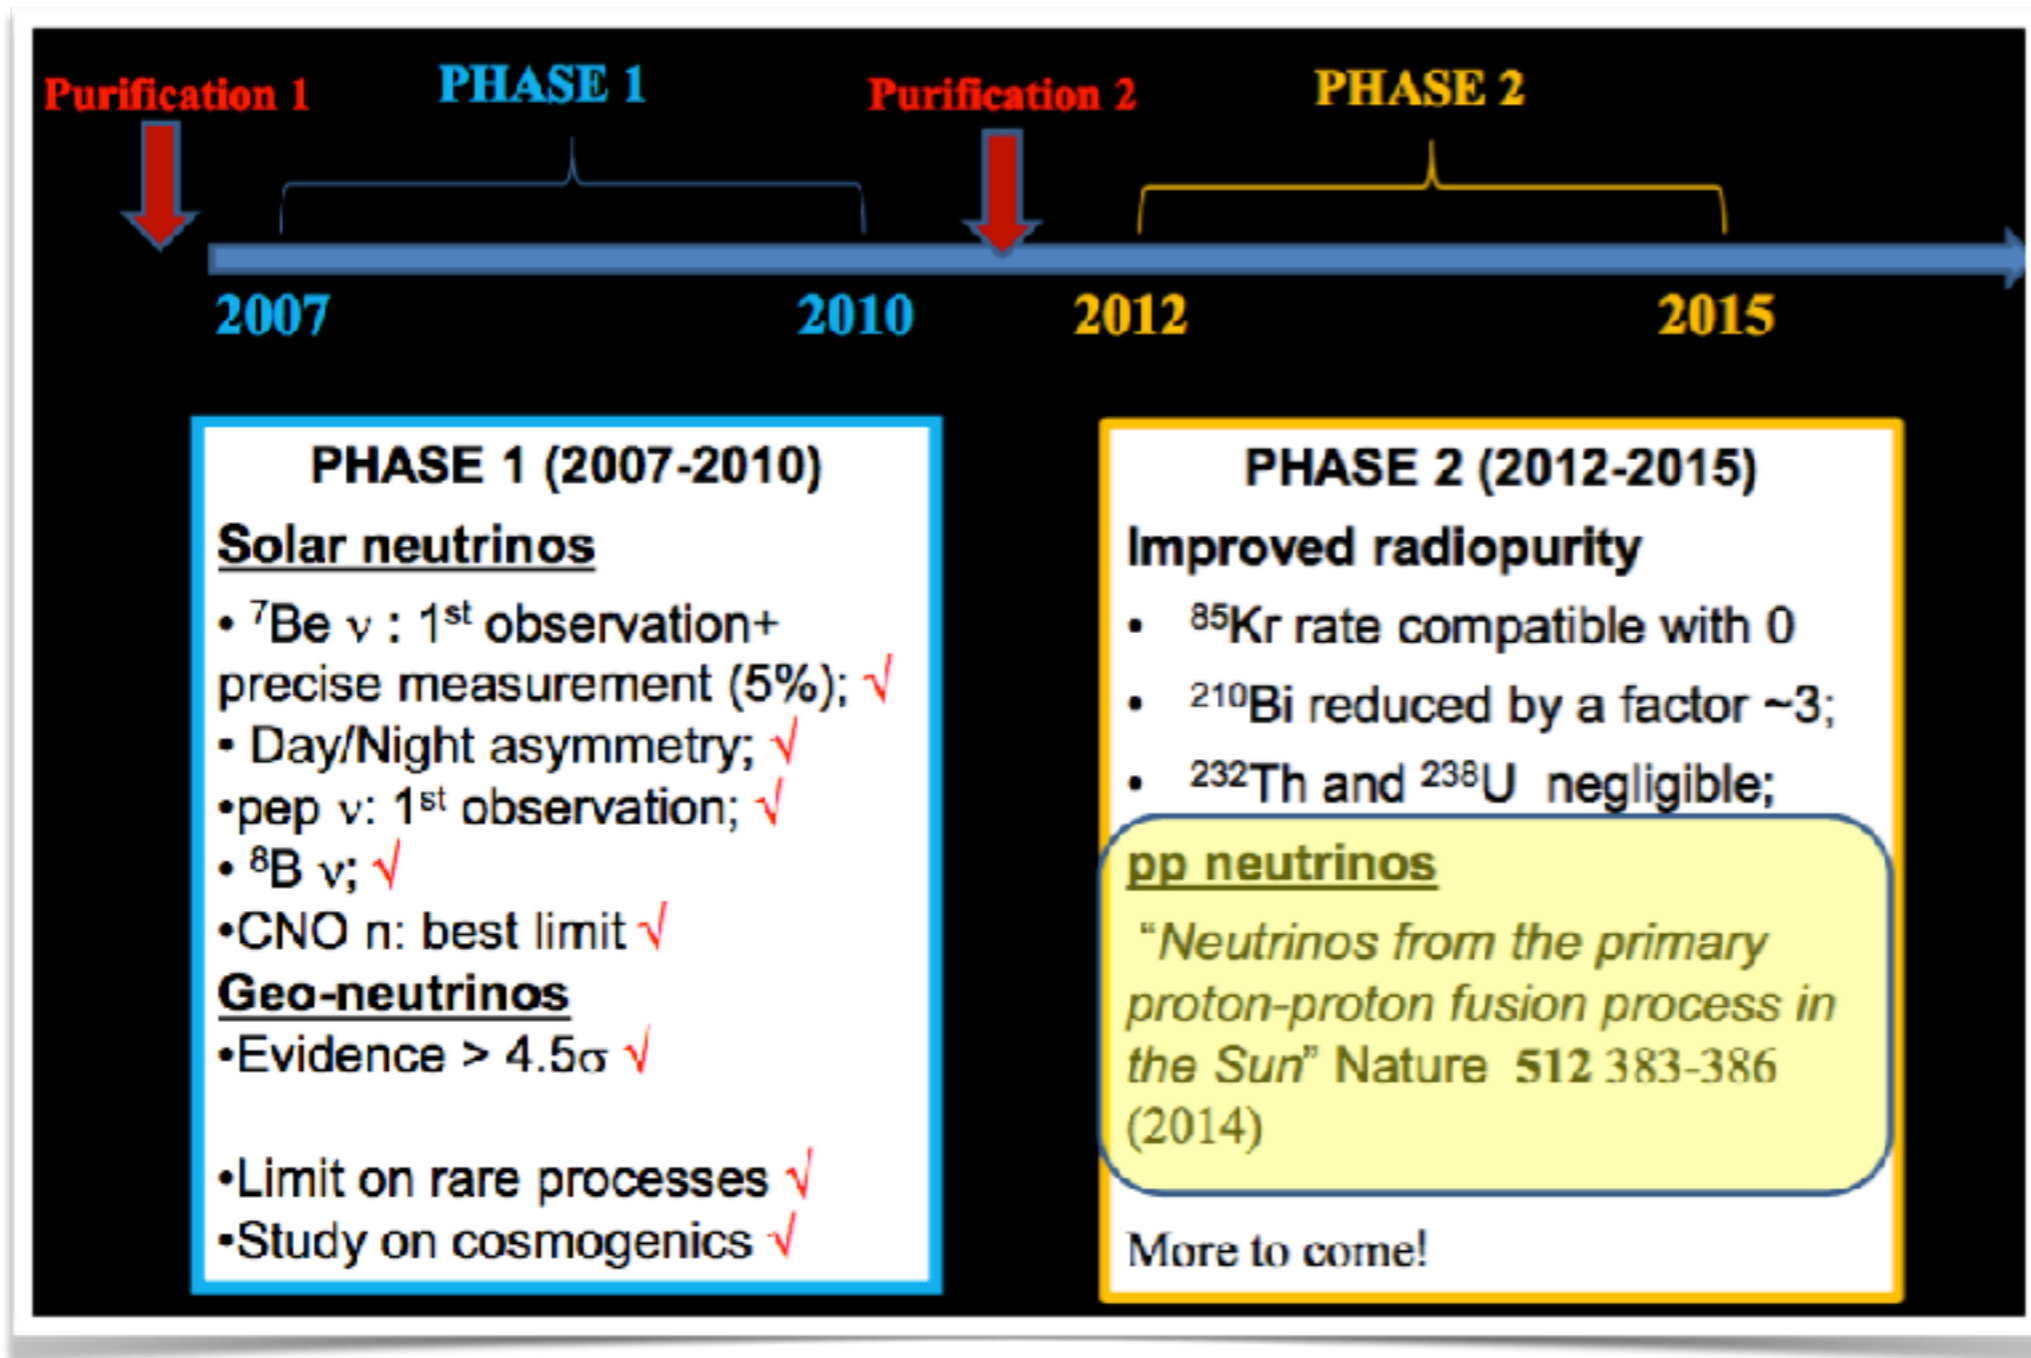 Purification 1
PHASE 1
Purification 2
PHASE 2
2007
2010
2012
2015
PHASE 1 (2007-2010)
Solar neutrinos
• ⁷Be ν : 1ˢᵗ observation+
precise measurement (5%); √
• Day/Night asymmetry; √
•pep ν: 1ˢᵗ observation; √
• ⁸B ν; √
•CNO n: best limit √
Geo-neutrinos
•Evidence > 4.5σ √
•Limit on rare processes √
•Study on cosmogenics √
PHASE 2 (2012-2015)
Improved radiopurity
• ⁸⁵Kr rate compatible with 0
• ²¹⁰Bi reduced by a factor ~3;
• ²³²Th and ²³⁸U negligible;
pp neutrinos
“Neutrinos from the primary
proton-proton fusion process in
the Sun” Nature 512 383-386
(2014)
More to come!